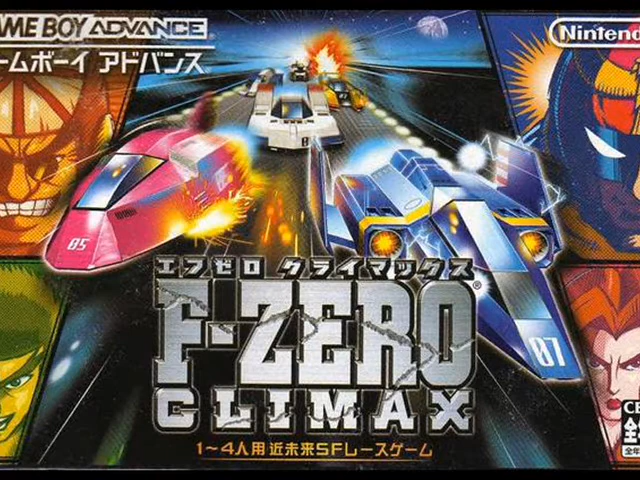 GAME BOY ADVANCE
ゲームボーイ アドバンス
Nintendo
05
07
エフゼロ クライマックス
F-ZERO®
CLIMAX
1〜4人用近未来SFレースゲーム